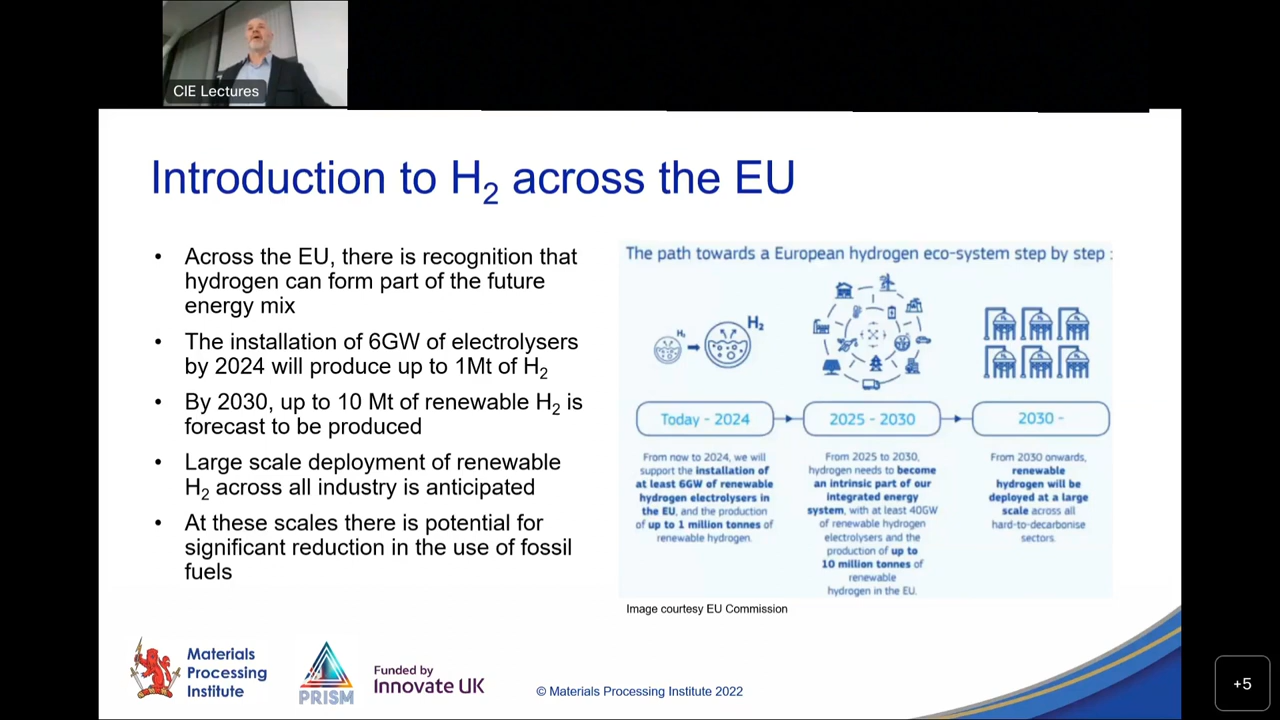 CIE Lectures
Introduction to H2 across the EU
• Across the EU, there is recognition that
hydrogen can form part of the future
energy mix
• The installation of 6GW of electrolysers
by 2024 will produce up to 1Mt of H2
• By 2030, up to 10 Mt of renewable H2 is
forecast to be produced
• Large scale deployment of renewable
H2 across all industry is anticipated
• At these scales there is potential for
significant reduction in the use of fossil
fuels
The path towards a European hydrogen eco-system step by step :
H2
H2
Today - 2024
From now to 2024, we will
support the installation of
at least 6GW of renewable
hydrogen electrolysers in
the EU, and the production
of up to 1 million tonnes of
renewable hydrogen.
2025 - 2030
From 2025 to 2030,
hydrogen needs to become
an intrinsic part of our
integrated energy
system, with at least 40GW
of renewable hydrogen
electrolysers and the
production of up to
10 million tonnes of
renewable
hydrogen in the EU.
2030 -
From 2030 onwards,
renewable
hydrogen will be
deployed at a large
scale across all
hard-to-decarbonise
sectors.
Image courtesy EU Commission
Materials
Processing
Institute
PRISM
Funded by
Innovate UK
© Materials Processing Institute 2022
+5